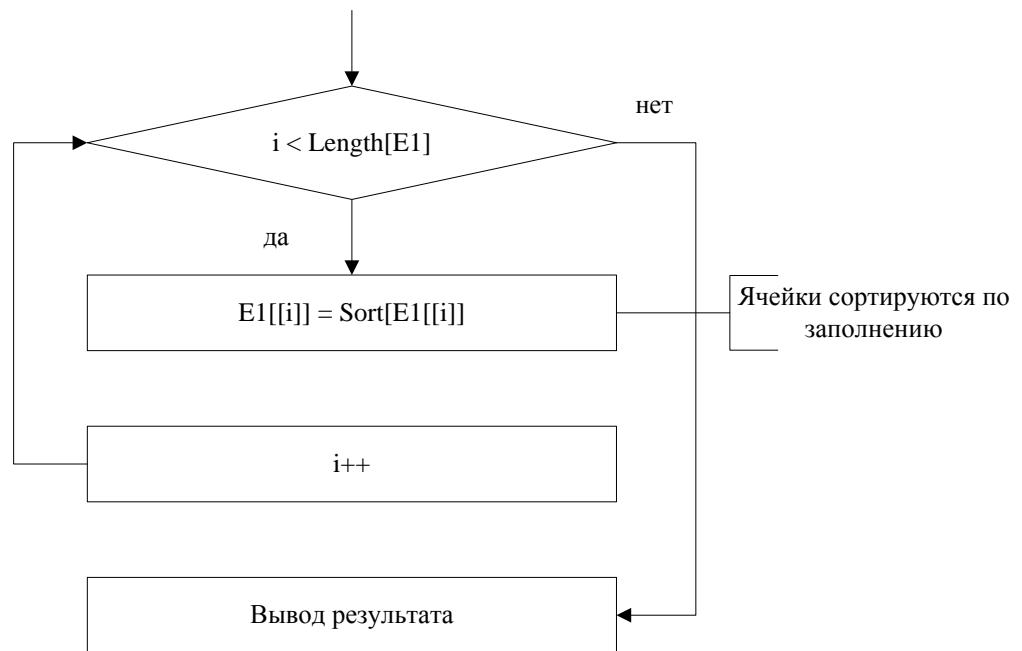 нет
i < Length[E1]
да
E1[[i]] = Sort[E1[[i]]
Ячейки сортируются по
заполнению
i++
Вывод результата